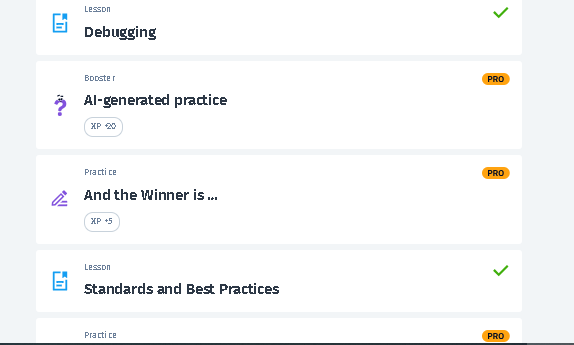 Lesson
Debugging
Booster
PRO
AI-generated practice
XP +20
Practice
PRO
And the Winner is ...
XP +5
Lesson
Standards and Best Practices
Practice
PRO